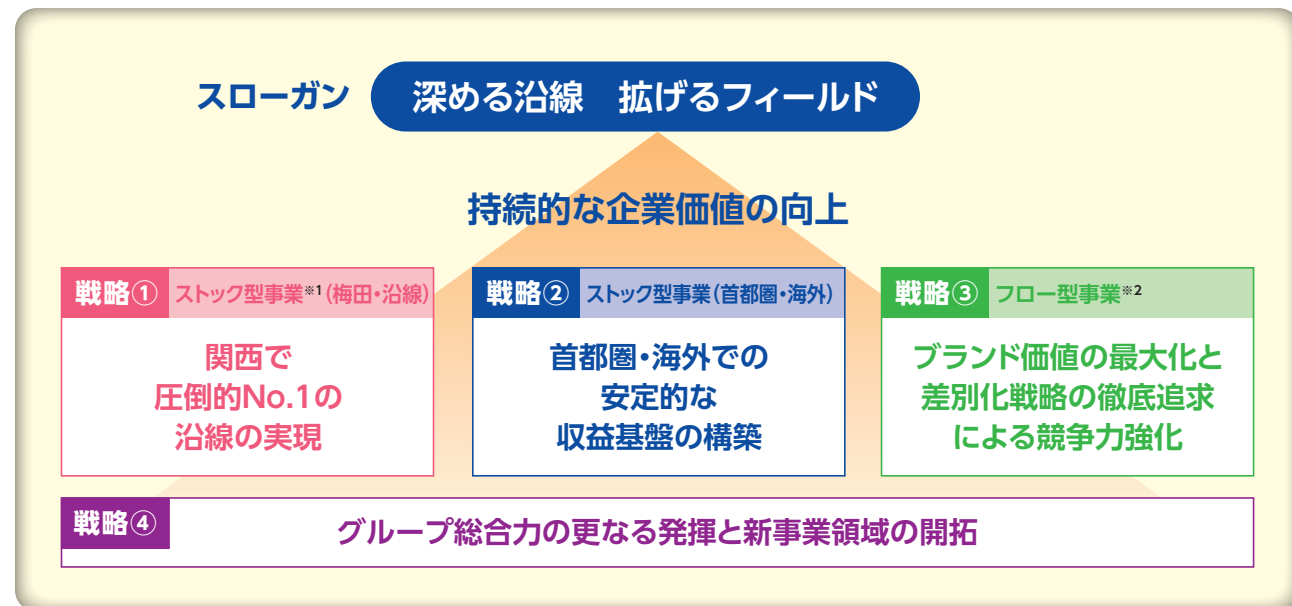 スローガン 深める沿線 拡げるフィールド
持続的な企業価値の向上
戦略① ストック型事業※1（梅田・沿線）
関西で
圧倒的No.1の
沿線の実現
戦略② ストック型事業（首都圏・海外）
首都圏・海外での
安定的な
収益基盤の構築
戦略③ フロー型事業※2
ブランド価値の最大化と
差別化戦略の徹底追求
による競争力強化
戦略④ グループ総合力の更なる発揮と新事業領域の開拓